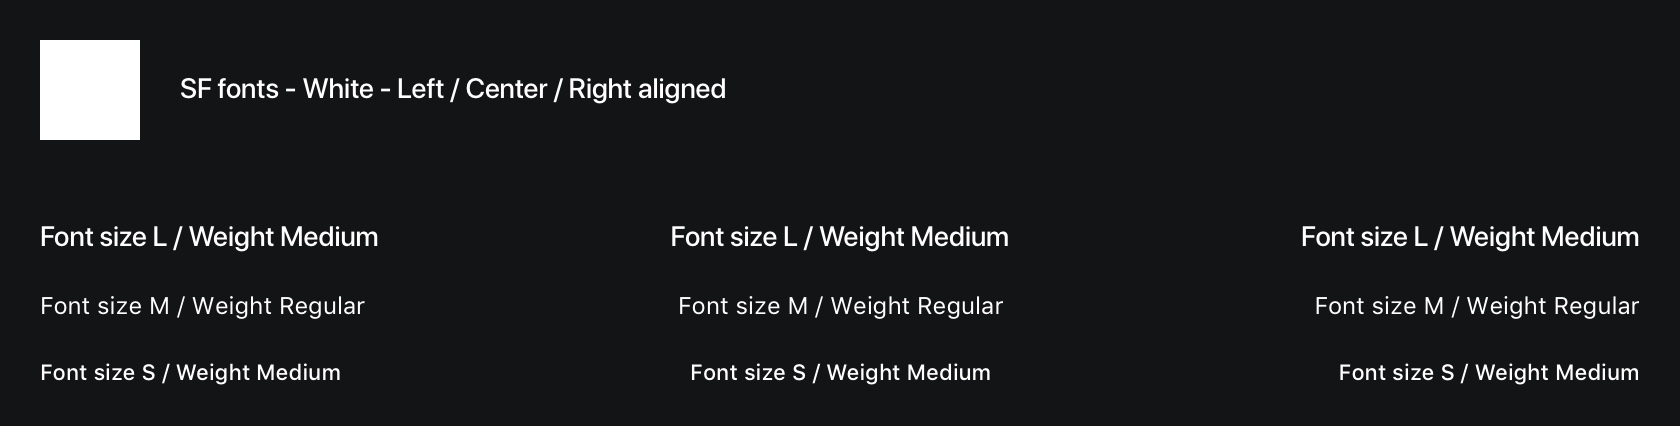 SF fonts - White - Left / Center / Right aligned
Font size L / Weight Medium Font size L / Weight Medium Font size L / Weight Medium
Font size M / Weight Regular Font size M / Weight Regular Font size M / Weight Regular
Font size S / Weight Medium Font size S / Weight Medium Font size S / Weight Medium